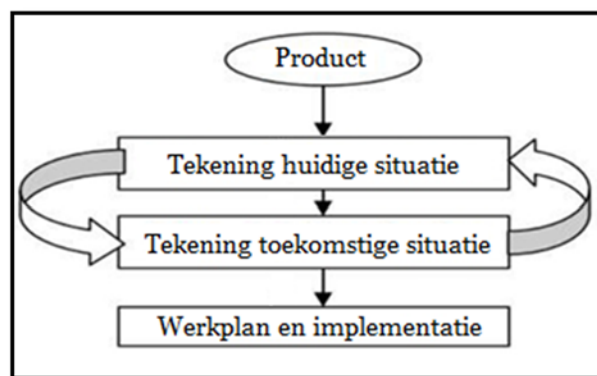 Product
Tekening huidige situatie
Tekening toekomstige situatie
Werkplan en implementatie